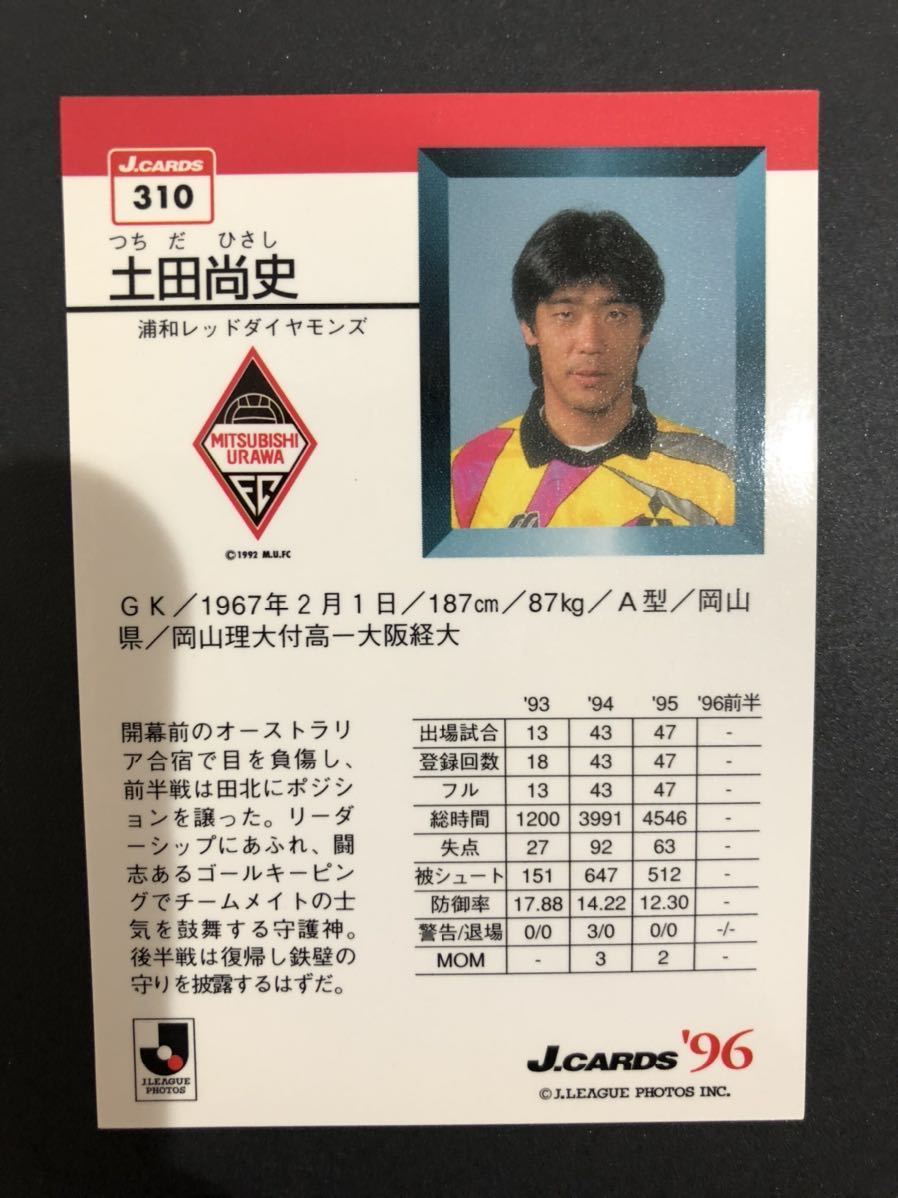 J.CARDS
310
つちだ ひさし
土田尚史
浦和レッドダイヤモンズ
MITSUBISHI
URAWA
FC
©1992 M.U.FC
GK／1967年2月1日／187cm／87kg／A型／岡山
県／岡山理大付高ー大阪経大
開幕前のオーストラリ
ア合宿で目を負傷し、
前半戦は田北にポジシ
ョンを譲った。リーダ
ーシップにあふれ、闘
志あるゴールキーピン
グでチームメイトの士
気を鼓舞する守護神。
後半戦は復帰し鉄壁の
守りを披露するはずだ。
'93 '94 '95 '96前半
出場試合 13 43 47 -
登録回数 18 43 47 -
フル 13 43 47 -
総時間 1200 3991 4546 -
失点 27 92 63 -
被シュート 151 647 512 -
防御率 17.88 14.22 12.30 -
警告/退場 0/0 3/0 0/0 -/-
MOM - 3 2 -
J.LEAGUE
PHOTOS
J.CARDS '96
©J.LEAGUE PHOTOS INC.